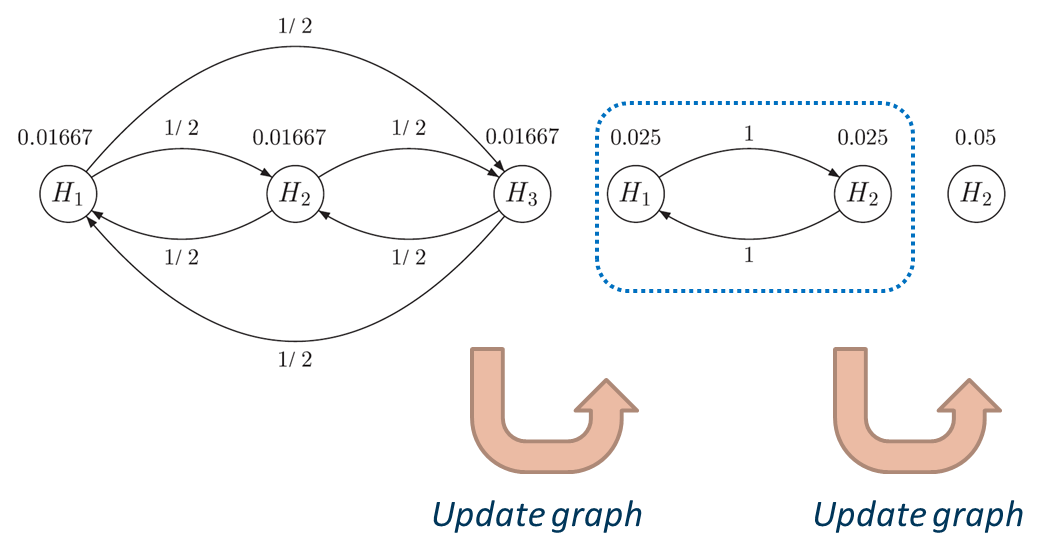 1/ 2
0.01667 1/ 2 0.01667 1/ 2 0.01667 0.025 1 0.025 0.05
H1 H2 H3 H1 H2 H2
1/ 2 1/ 2 1
1/ 2
Update graph Update graph